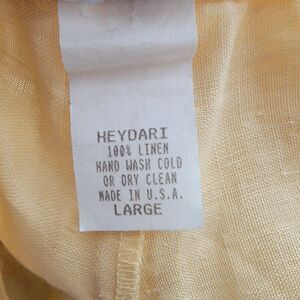 HEYDARI
100% LINEN
HAND WASH COLD
OR DRY CLEAN
MADE IN U.S.A.
LARGE